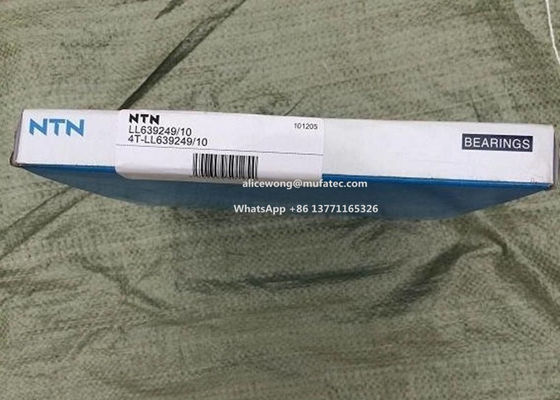 NTN
NTN
LL639249/10
4T-LL639249/10
101205
BEARINGS
alicewong@mufatec.com
WhatsApp +86 13771165326